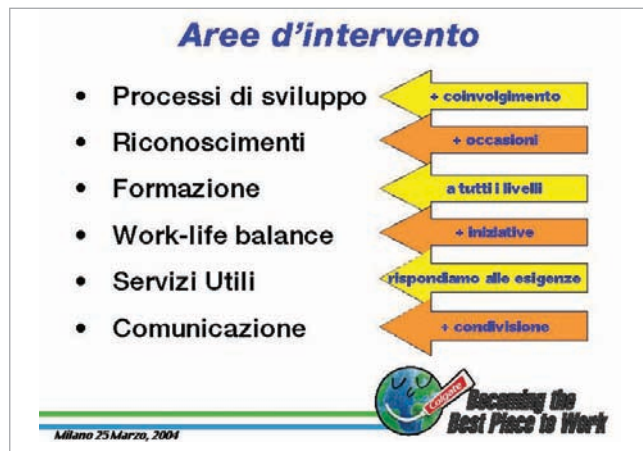 Aree d'intervento
• Processi di sviluppo + coinvolgimento
• Riconoscimenti + occasioni
• Formazione a tutti i livelli
• Work-life balance + iniziative
• Servizi Utili rispondiamo alle esigenze
• Comunicazione + condivisione
Colgate
Becoming the
Best Place to Work
Milano 25 Marzo, 2004